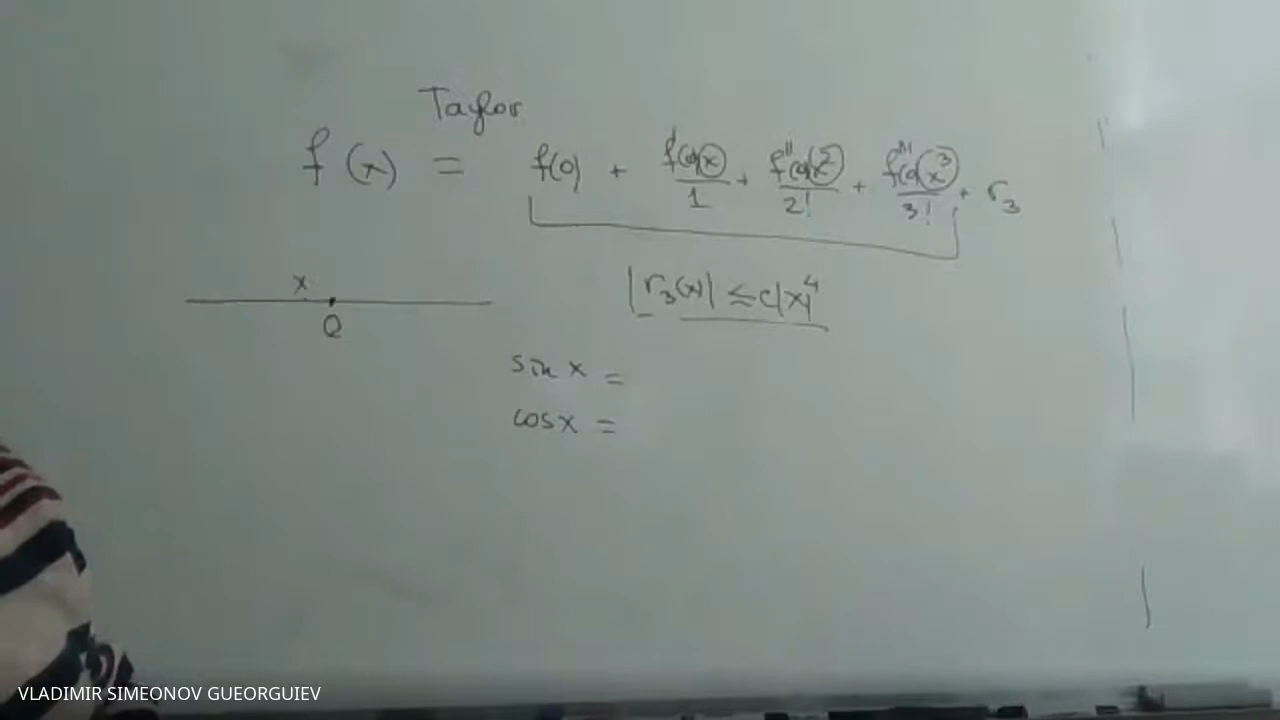 Taylor
f(x) = f(0) + f'(0)x/1 + f''(0)x²/2! + f'''(0)x³/3! + r₃
x
0
|r₃(x)| ≤ c|x|⁴
sin x =
cos x =
VLADIMIR SIMEONOV GUEORGUIEV